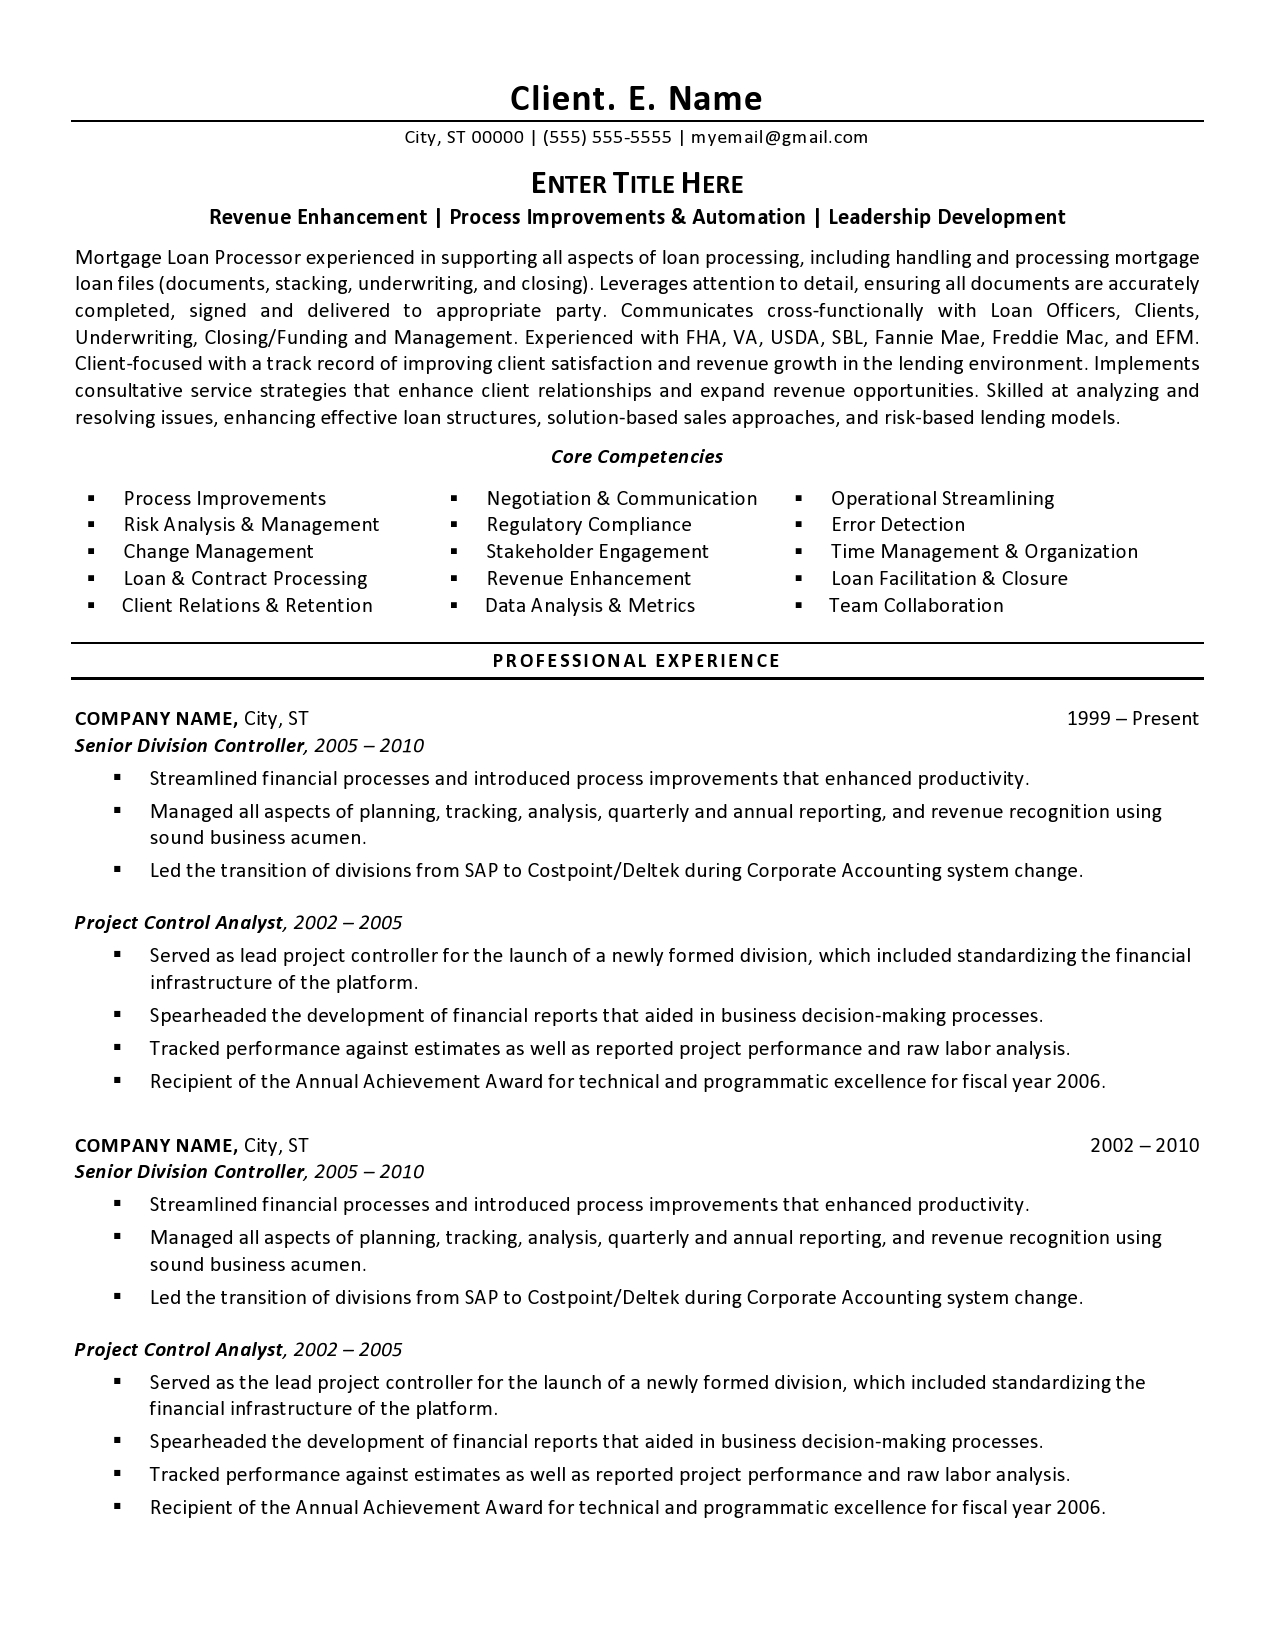 Client. E. Name
City, ST 00000 | (555) 555-5555 | myemail@gmail.com
ENTER TITLE HERE
Revenue Enhancement | Process Improvements & Automation | Leadership Development
Mortgage Loan Processor experienced in supporting all aspects of loan processing, including handling and processing mortgage
loan files (documents, stacking, underwriting, and closing). Leverages attention to detail, ensuring all documents are accurately
completed, signed and delivered to appropriate party. Communicates cross-functionally with Loan Officers, Clients,
Underwriting, Closing/Funding and Management. Experienced with FHA, VA, USDA, SBL, Fannie Mae, Freddie Mac, and EFM.
Client-focused with a track record of improving client satisfaction and revenue growth in the lending environment. Implements
consultative service strategies that enhance client relationships and expand revenue opportunities. Skilled at analyzing and
resolving issues, enhancing effective loan structures, solution-based sales approaches, and risk-based lending models.
Core Competencies
▪ Process Improvements
▪ Risk Analysis & Management
▪ Change Management
▪ Loan & Contract Processing
▪ Client Relations & Retention
▪ Negotiation & Communication
▪ Regulatory Compliance
▪ Stakeholder Engagement
▪ Revenue Enhancement
▪ Data Analysis & Metrics
▪ Operational Streamlining
▪ Error Detection
▪ Time Management & Organization
▪ Loan Facilitation & Closure
▪ Team Collaboration
PROFESSIONAL EXPERIENCE
COMPANY NAME, City, ST 1999 – Present
Senior Division Controller, 2005 – 2010
▪ Streamlined financial processes and introduced process improvements that enhanced productivity.
▪ Managed all aspects of planning, tracking, analysis, quarterly and annual reporting, and revenue recognition using
sound business acumen.
▪ Led the transition of divisions from SAP to Costpoint/Deltek during Corporate Accounting system change.
Project Control Analyst, 2002 – 2005
▪ Served as lead project controller for the launch of a newly formed division, which included standardizing the financial
infrastructure of the platform.
▪ Spearheaded the development of financial reports that aided in business decision-making processes.
▪ Tracked performance against estimates as well as reported project performance and raw labor analysis.
▪ Recipient of the Annual Achievement Award for technical and programmatic excellence for fiscal year 2006.
COMPANY NAME, City, ST 2002 – 2010
Senior Division Controller, 2005 – 2010
▪ Streamlined financial processes and introduced process improvements that enhanced productivity.
▪ Managed all aspects of planning, tracking, analysis, quarterly and annual reporting, and revenue recognition using
sound business acumen.
▪ Led the transition of divisions from SAP to Costpoint/Deltek during Corporate Accounting system change.
Project Control Analyst, 2002 – 2005
▪ Served as the lead project controller for the launch of a newly formed division, which included standardizing the
financial infrastructure of the platform.
▪ Spearheaded the development of financial reports that aided in business decision-making processes.
▪ Tracked performance against estimates as well as reported project performance and raw labor analysis.
▪ Recipient of the Annual Achievement Award for technical and programmatic excellence for fiscal year 2006.